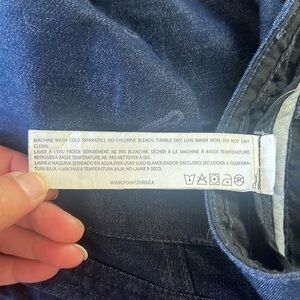 MACHINE WASH COLD SEPARATELY, NO CHLORINE BLEACH, TUMBLE DRY, LOW WARM IRON, DO NOT DRY
CLEAN.
LAVER À L'EAU FROIDE SÉPARÉMENT, NE PAS BLANCHIR. SÉCHER À LA MACHINE À BASSE TEMPÉRATURE.
REPASSER À BASSE TEMPÉRATURE. NE PAS NETTOYER À SEC.
LAVAR A MAQUINA SEPARADO EN AGUA, FRIA USAR SOLO BLANQUEADOR SIN CLORO, SECADO A TEMPERA-
TURA BAJA, PLANCHAR A TEMPERATURA BAJA, NO LAVAR A SECO.
WWW.POINTZERO.CA